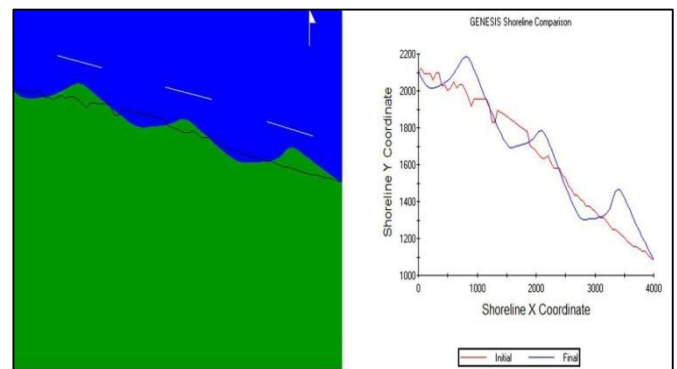 GENESIS Shoreline Comparison
2200
2000
1800
1600
1400
1200
1000
Shoreline Y Coordinate
0 1000 2000 3000 4000
Shoreline X Coordinate
Initial Final